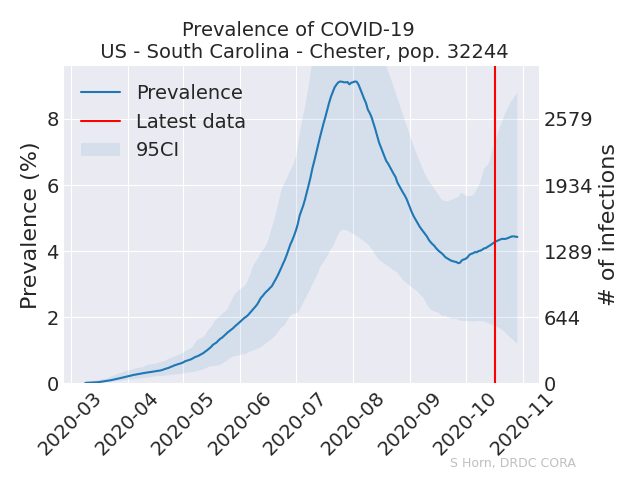 Prevalence of COVID-19
US - South Carolina - Chester, pop. 32244
Prevalence
Latest data
95CI
Prevalence (%)
8
6
4
2
0
2579
1934
1289
644
0
# of infections
2020-03
2020-04
2020-05
2020-06
2020-07
2020-08
2020-09
2020-10
2020-11
S Horn, DRDC CORA